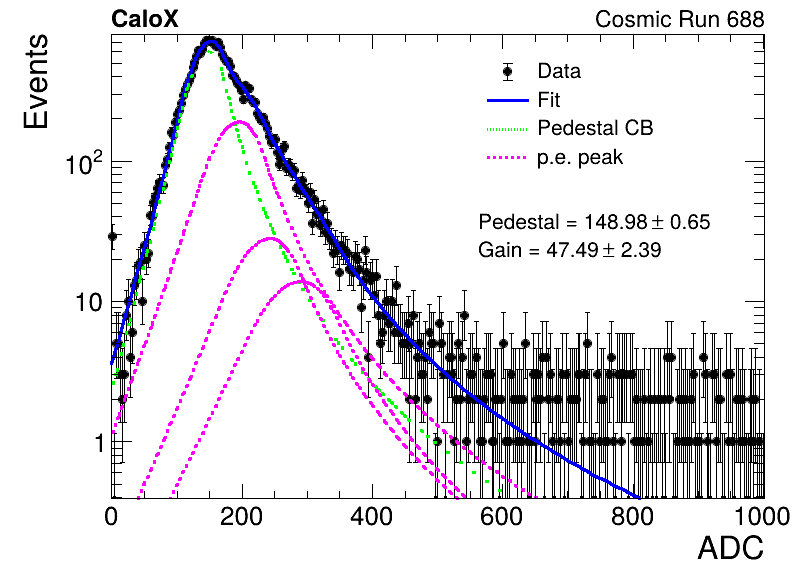 CaloX Cosmic Run 688
Events
Data
Fit
Pedestal CB
p.e. peak
10²
Pedestal = 148.98 ± 0.65
Gain = 47.49 ± 2.39
10
1
0 200 400 600 800 1000
ADC